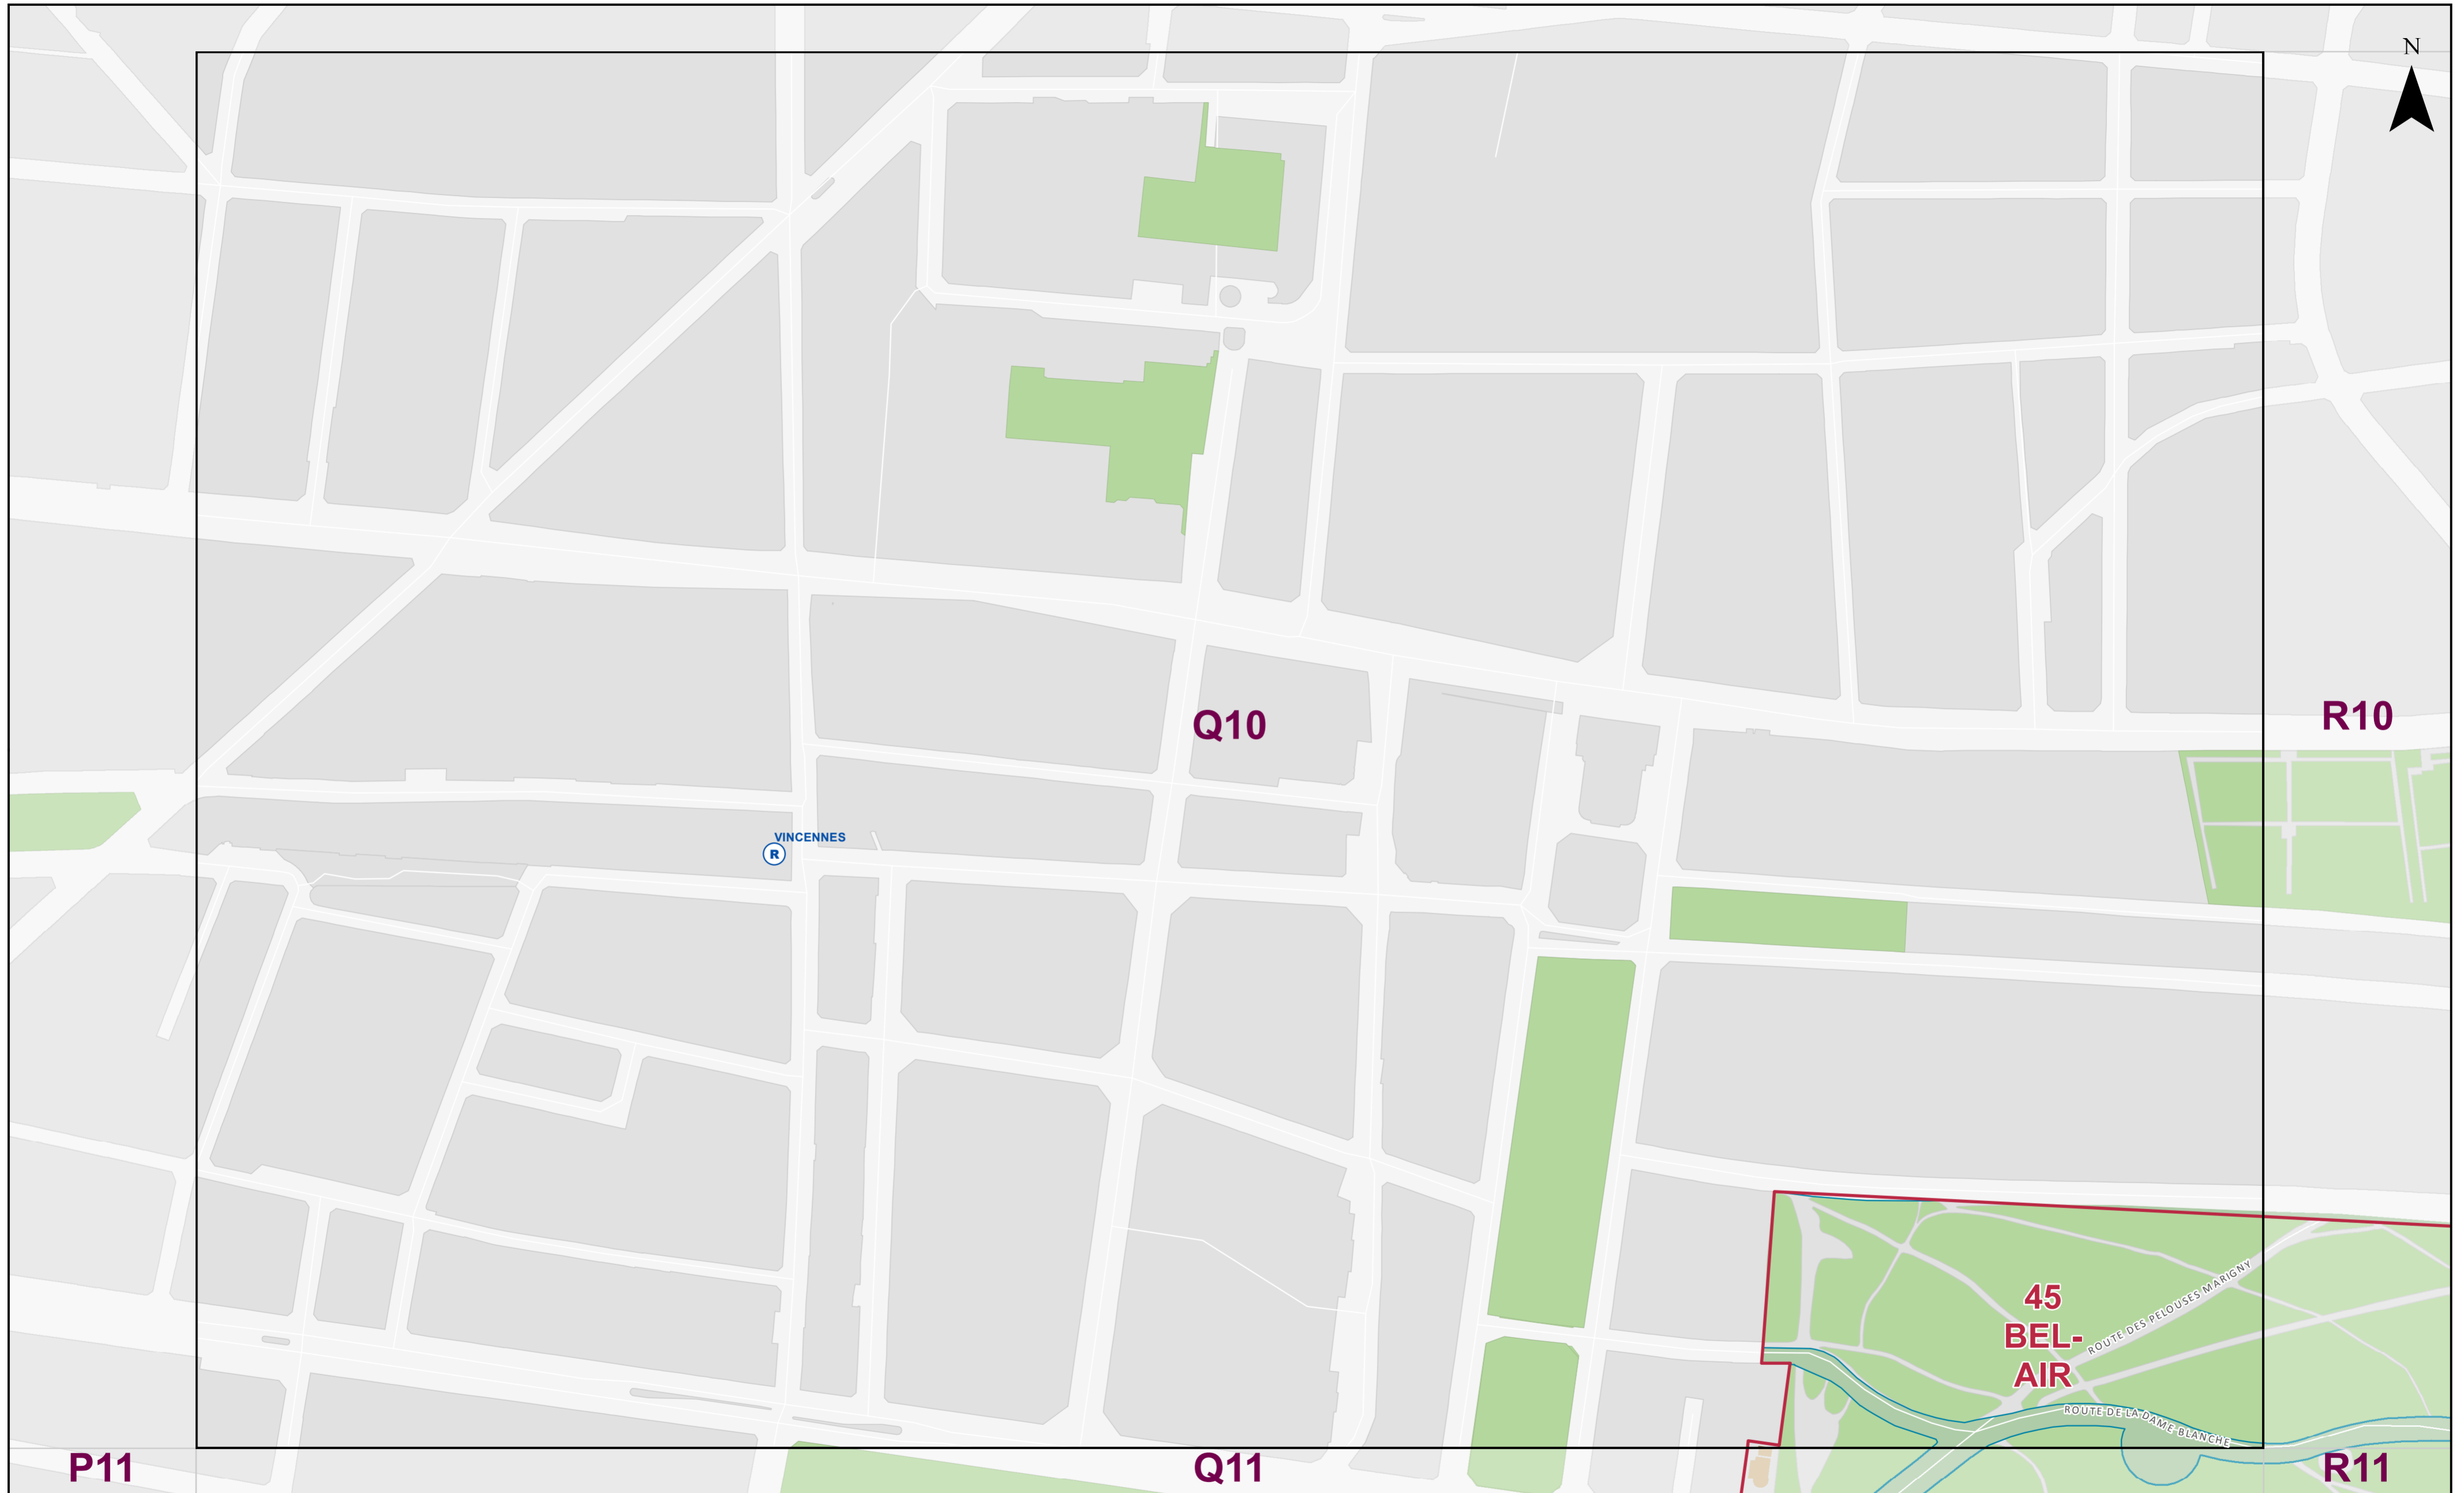 N
Q10
R10
VINCENNES
R
45
BEL-
AIR
ROUTE DES PELOUSES MARIGNY
ROUTE DE LA DAME BLANCHE
P11
Q11
R11